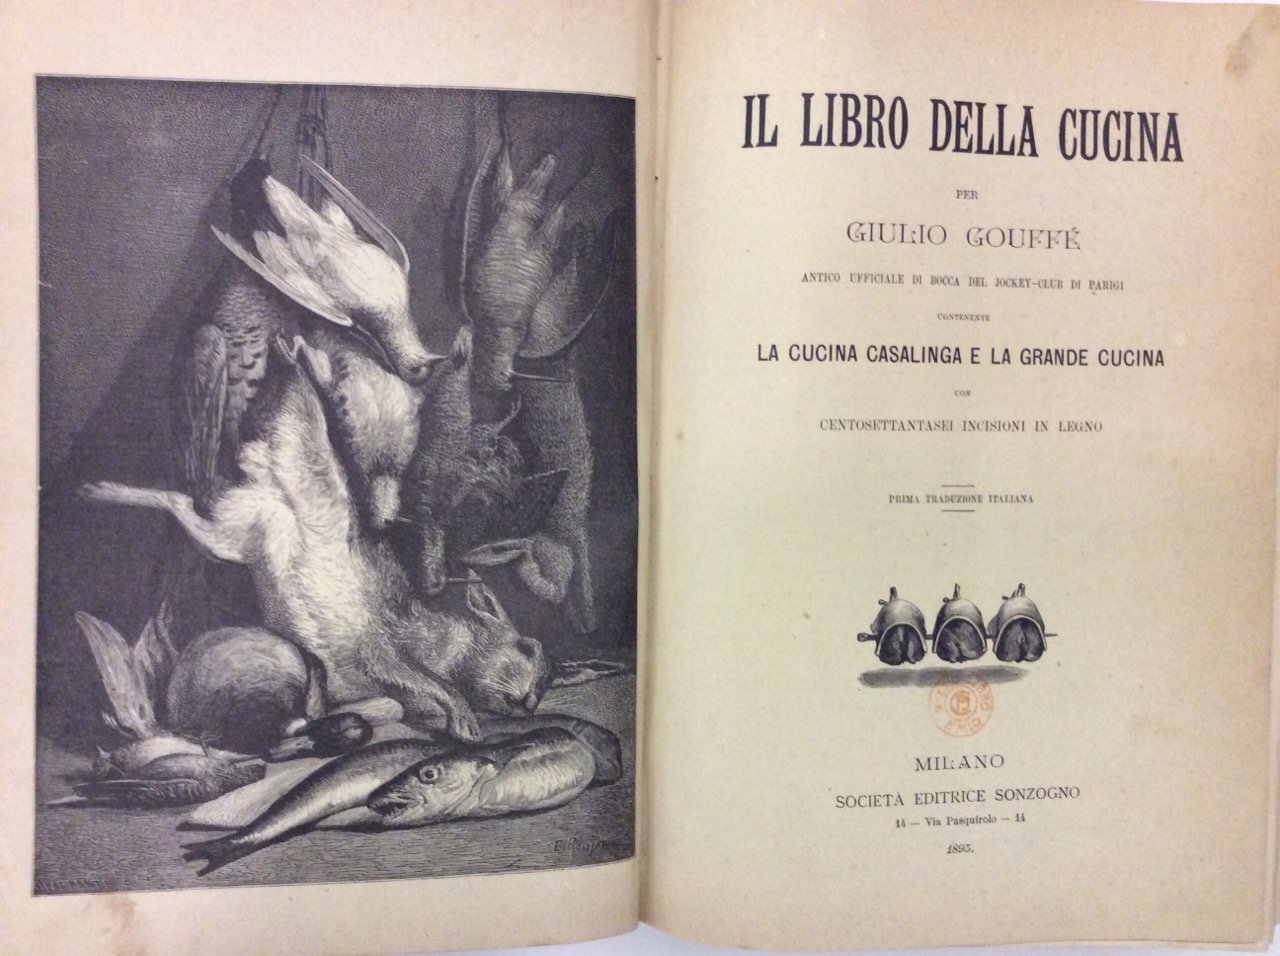 IL LIBRO DELLA CUCINA
PER
GIULIO GOUFFÉ
ANTICO UFFICIALE DI BOCCA DEL JOCKEY-CLUB DI PARIGI
CONTENENTE
LA CUCINA CASALINGA E LA GRANDE CUCINA
CON
CENTOSETTANTASEI INCISIONI IN LEGNO
PRIMA TRADUZIONE ITALIANA
MILANO
SOCIETÀ EDITRICE SONZOGNO
14 — Via Pasquirolo — 14
1895.